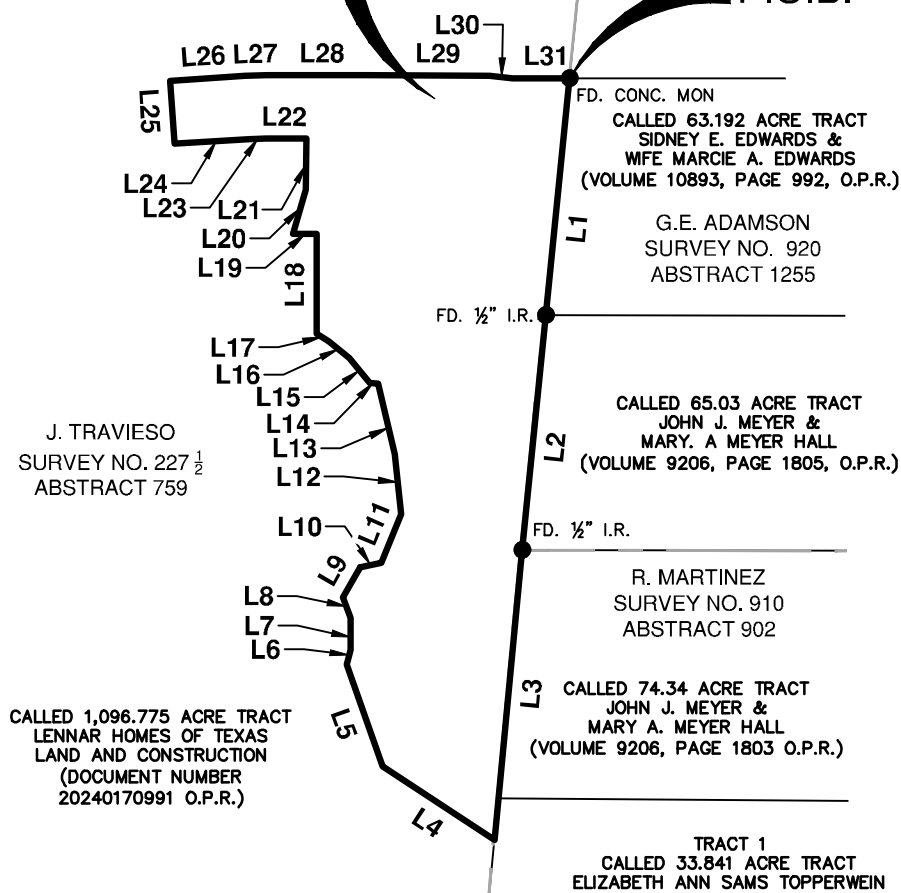 P.O.B.
L30
L26 L27 L28 L29 L31
L25
FD. CONC. MON
L22
CALLED 63.192 ACRE TRACT
SIDNEY E. EDWARDS &
WIFE MARCIE A. EDWARDS
(VOLUME 10893, PAGE 992, O.P.R.)
L24
L23
L21
L20
L19
L18
L1
G.E. ADAMSON
SURVEY NO. 920
ABSTRACT 1255
FD. ½" I.R.
L17
L16
L15
L14
L13
L12
L2
CALLED 65.03 ACRE TRACT
JOHN J. MEYER &
MARY. A MEYER HALL
(VOLUME 9206, PAGE 1805, O.P.R.)
J. TRAVIESO
SURVEY NO. 227 ½
ABSTRACT 759
L10
L11
FD. ½" I.R.
L9
L8
L7
L6
R. MARTINEZ
SURVEY NO. 910
ABSTRACT 902
L5
L3
CALLED 74.34 ACRE TRACT
JOHN J. MEYER &
MARY A. MEYER HALL
(VOLUME 9206, PAGE 1803 O.P.R.)
CALLED 1,096.775 ACRE TRACT
LENNAR HOMES OF TEXAS
LAND AND CONSTRUCTION
(DOCUMENT NUMBER
20240170991 O.P.R.)
L4
TRACT 1
CALLED 33.841 ACRE TRACT
ELIZABETH ANN SAMS TOPPERWEIN